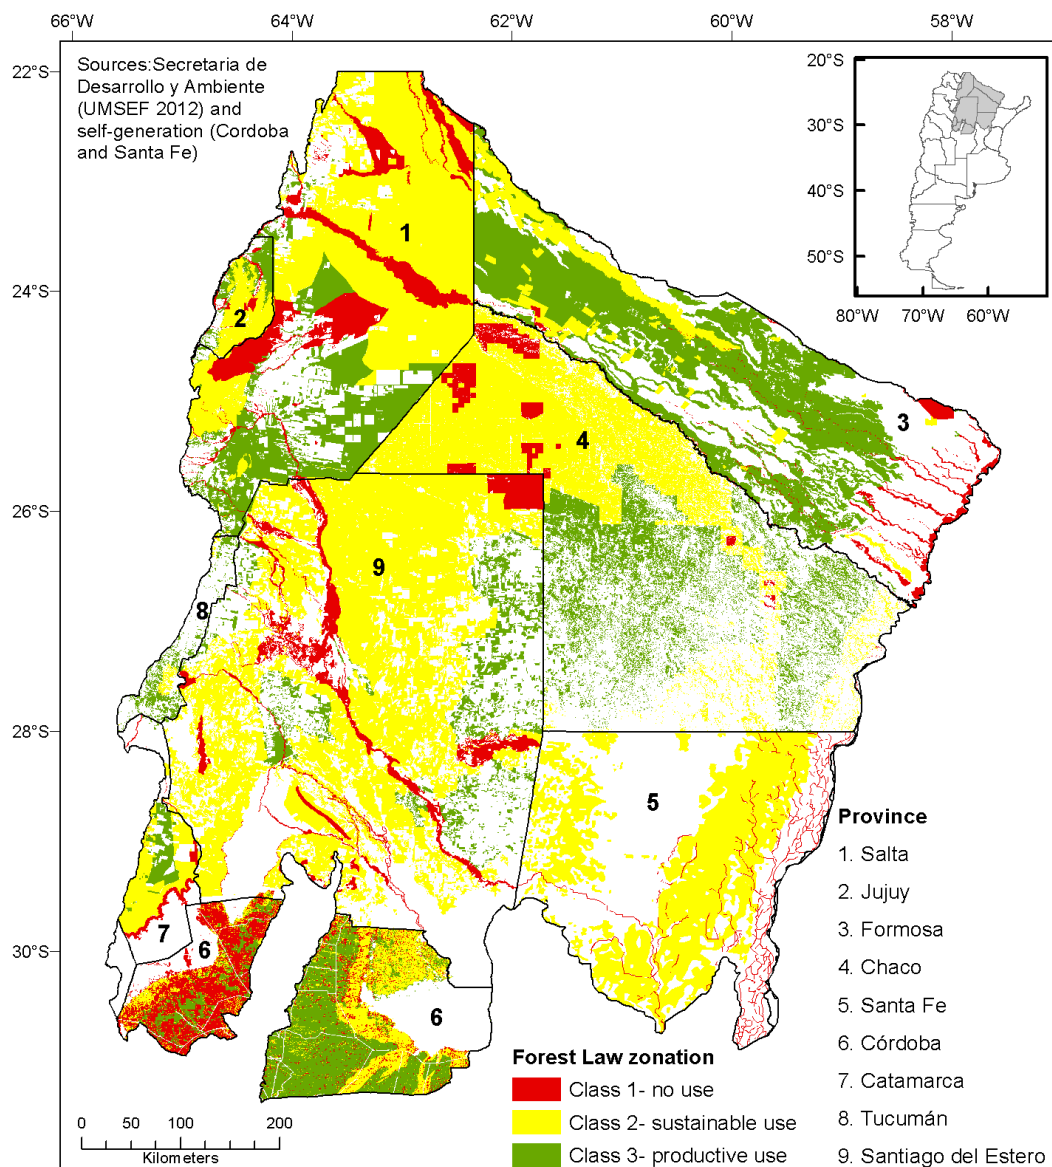 66°W 64°W 62°W 60°W 58°W
22°S
24°S
26°S
28°S
30°S
Sources:Secretaria de
Desarrollo y Ambiente
(UMSEF 2012) and
self-generation (Cordoba
and Santa Fe)
20°S
30°S
40°S
50°S
80°W 70°W 60°W
1
2
3
4
9
8
5
7
6
6
Province
1. Salta
2. Jujuy
3. Formosa
4. Chaco
5. Santa Fe
6. Córdoba
7. Catamarca
8. Tucumán
9. Santiago del Estero
Forest Law zonation
Class 1- no use
Class 2- sustainable use
Class 3- productive use
0 50 100 200
Kilometers